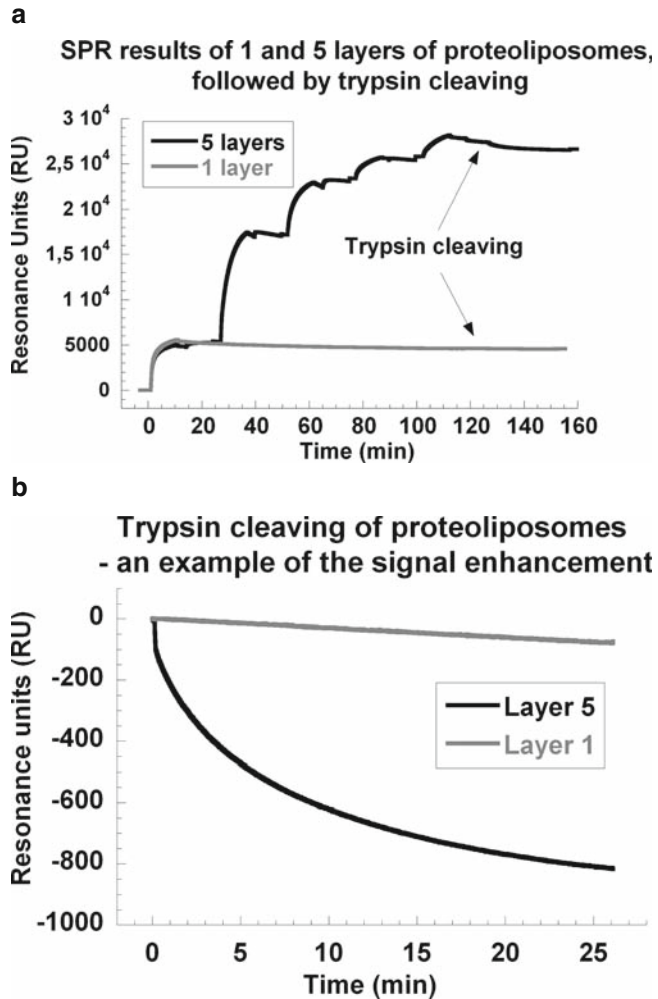 a
SPR results of 1 and 5 layers of proteoliposomes,
followed by trypsin cleaving
Resonance Units (RU)
3 10⁴
2,5 10⁴
2 10⁴
1,5 10⁴
1 10⁴
5000
0
5 layers
1 layer
Trypsin cleaving
0 20 40 60 80 100 120 140 160
Time (min)
b
Trypsin cleaving of proteoliposomes
- an example of the signal enhancement
Resonance units (RU)
0
-200
-400
-600
-800
-1000
Layer 5
Layer 1
0 5 10 15 20 25
Time (min)